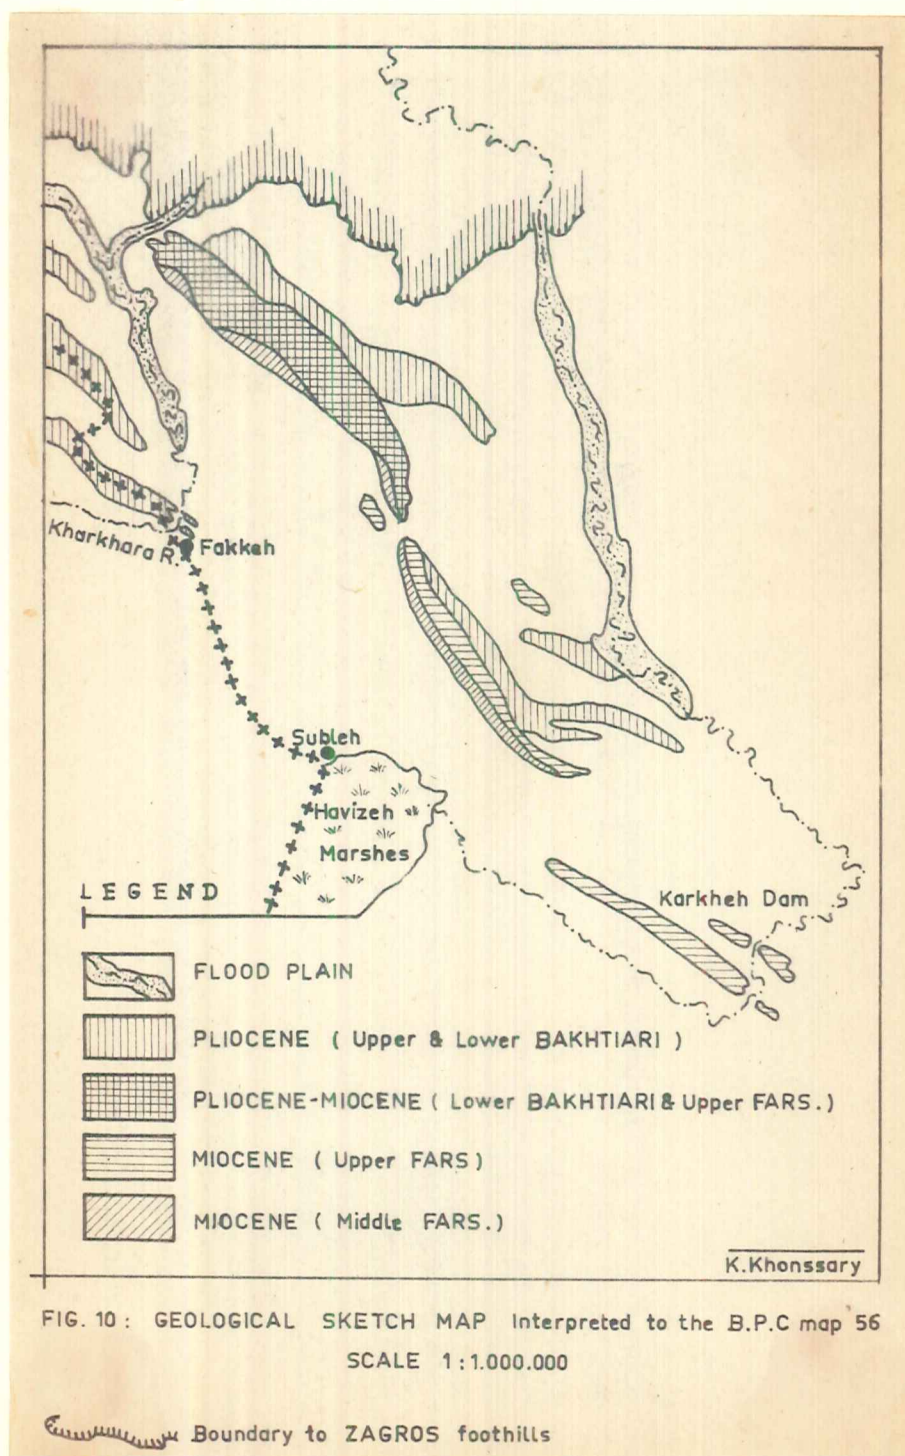 Kharkhara R.
Fakkeh
Subleh
Havizeh
Marshes
Karkheh Dam
LEGEND
FLOOD PLAIN
PLIOCENE ( Upper & Lower BAKHTIARI )
PLIOCENE-MIOCENE ( Lower BAKHTIARI & Upper FARS.)
MIOCENE ( Upper FARS )
MIOCENE ( Middle FARS.)
K.Khonssary
FIG. 10 : GEOLOGICAL SKETCH MAP Interpreted to the B.P.C map '56
SCALE 1:1.000.000
Boundary to ZAGROS foothills